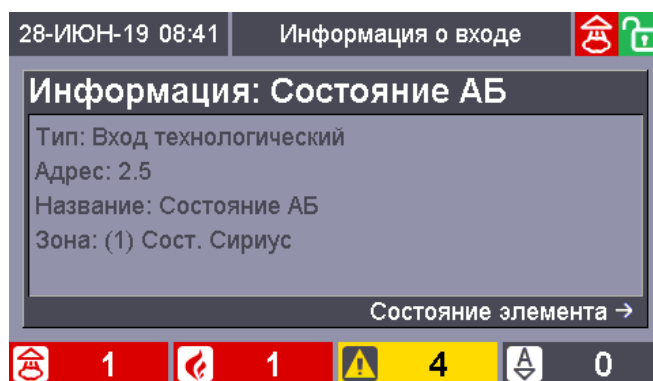 28-ИЮН-19 08:41 Информация о входе
Информация: Состояние АБ
Тип: Вход технологический
Адрес: 2.5
Название: Состояние АБ
Зона: (1) Сост. Сириус
Состояние элемента →
1 1 4 0